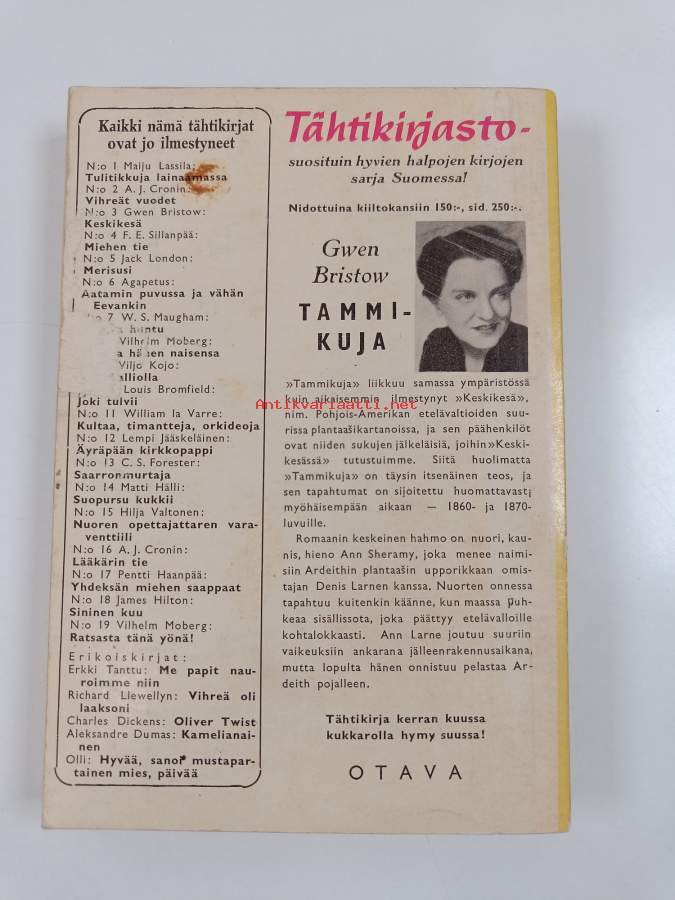 Kaikki nämä tähtikirjat
ovat jo ilmestyneet
N:o 1 Maiju Lassila:
Tulitikkuja lainaamassa
N:o 2 A. J. Cronin:
Vihreät vuodet
N:o 3 Gwen Bristow:
Keskikesä
N:o 4 F. E. Sillanpää:
Miehen tie
N:o 5 Jack London:
Merisusi
N:o 6 Agapetus:
Aatamin puvussa ja vähän
Eevankin
7 W. S. Maugham:
huntu
Vilhelm Moberg:
hänen naisensa
Viljo Kojo:
Louis Bromfield:
Joki tulvii
N:o 11 William la Varre:
Kultaa, timantteja, orkideoja
N:o 12 Lempi Jääskeläinen:
Äyräpään kirkkopappi
N:o 13 C. S. Forester:
Saarronmurtaja
N:o 14 Matti Hälli:
Suopursu kukkii
N:o 15 Hilja Valtonen:
Nuoren opettajattaren vara-
venttiili
N:o 16 A. J. Cronin:
Lääkärin tie
N:o 17 Pentti Haanpää:
Yhdeksän miehen saappaat
N:o 18 James Hilton:
Sininen kuu
N:o 19 Vilhelm Moberg:
Ratsasta tänä yönä!
Erikoiskirjat:
Erkki Tanttu: Me papit nau-
roimme niin
Richard Llewellyn: Vihreä oli
laaksoni
Charles Dickens: Oliver Twist
Aleksandre Dumas: Kamelianai-
nen
Olli: Hyvää, sanoi mustapar-
tainen mies, päivää
Tähtikirjasto-
suosituin hyvien halpojen kirjojen
sarja Suomessa!
Nidottuina kiiltokansiin 150:-, sid. 250:-.
Gwen
Bristow
TAMMI-
KUJA
»Tammikuja» liikkuu samassa ympäristössä
kuin aikaisemmin ilmestynyt »Keskikesä»,
nim. Pohjois-Amerikan etelävaltioiden suu-
rissa plantaašikartanoissa, ja sen päähenkilöt
ovat niiden sukujen jälkeläisiä, joihin »Keski-
kesässä» tutustuimme. Siitä huolimatta
»Tammikuja» on täysin itsenäinen teos, ja
sen tapahtumat on sijoitettu huomattavasti
myöhäisempään aikaan — 1860- ja 1870-
luvuille.
Romaanin keskeinen hahmo on nuori, kau-
nis, hieno Ann Sheramy, joka menee naimi-
siin Ardeithin plantaašin upporikkaan omis-
tajan Denis Larnen kanssa. Nuorten onnessa
tapahtuu kuitenkin käänne, kun maassa puh-
keaa sisällissota, joka päättyy etelävalloille
kohtalokkaasti. Ann Larne joutuu suuriin
vaikeuksiin ankarana jälleenrakennusaikana,
mutta lopulta hänen onnistuu pelastaa Ar-
deith pojalleen.
Tähtikirja kerran kuussa
kukkarolla hymy suussa!
OTAVA
Antikvariaatti.net